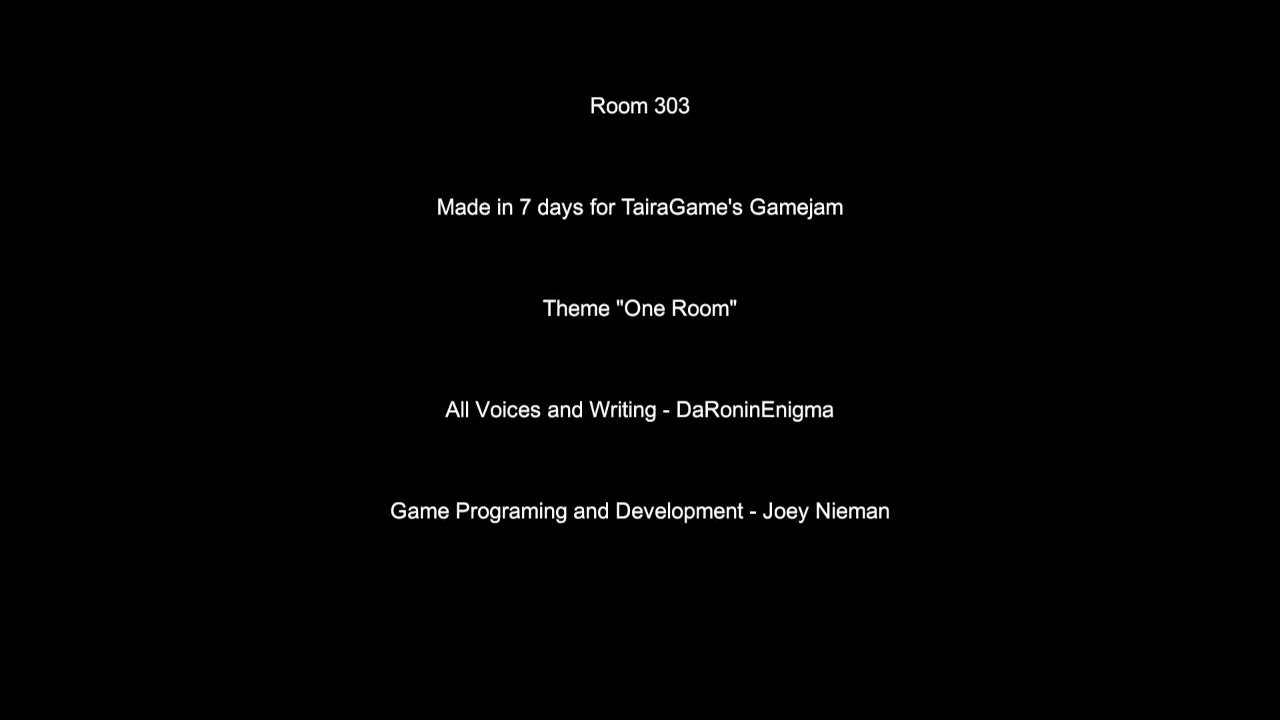 Room 303
Made in 7 days for TairaGame's Gamejam
Theme "One Room"
All Voices and Writing - DaRoninEnigma
Game Programing and Development - Joey Nieman